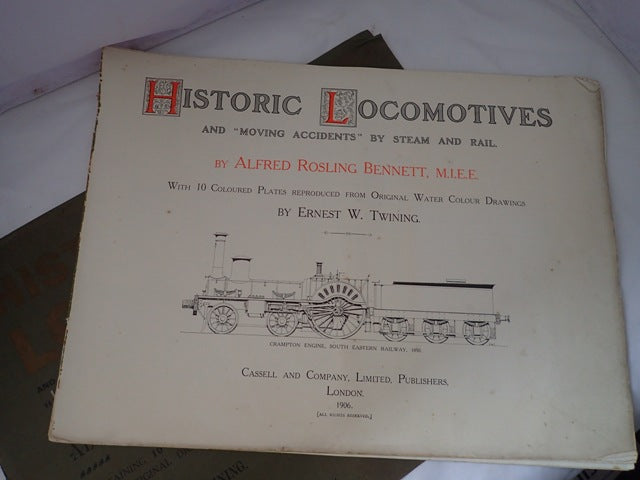 HISTORIC LOCOMOTIVES
AND "MOVING ACCIDENTS" BY STEAM AND RAIL.
BY ALFRED ROSLING BENNETT, M.I.E.E.
WITH 10 COLOURED PLATES REPRODUCED FROM ORIGINAL WATER COLOUR DRAWINGS
BY ERNEST W. TWINING.
CRAMPTON ENGINE, SOUTH EASTERN RAILWAY,
CASSELL AND COMPANY, LIMITED, PUBLISHERS,
LONDON.
1906.
[ALL RIGHTS RESERVED.]